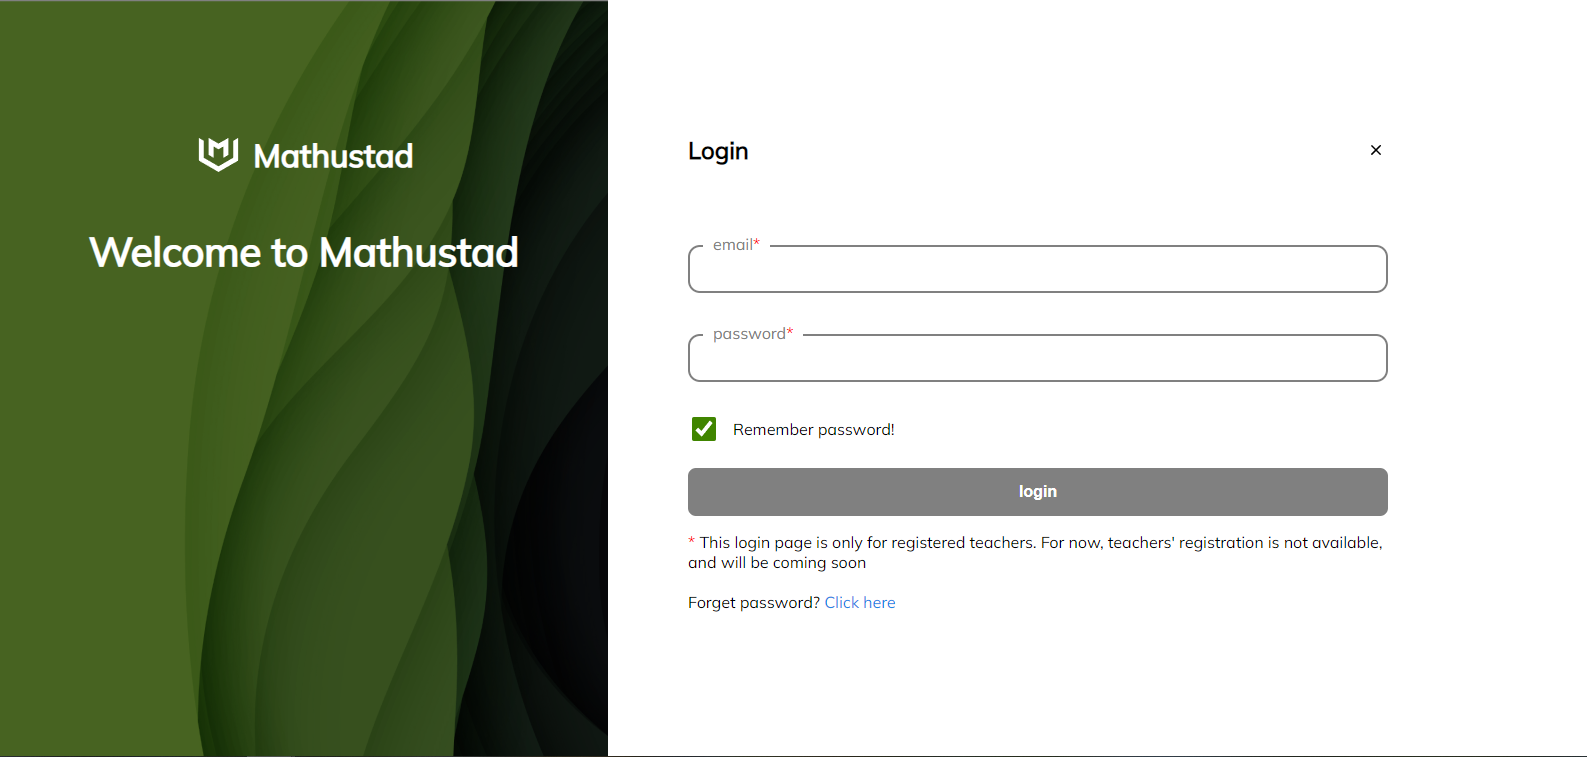 Mathustad
Welcome to Mathustad
Login
email*
password*
Remember password!
login
* This login page is only for registered teachers. For now, teachers' registration is not available,
and will be coming soon
Forget password? Click here